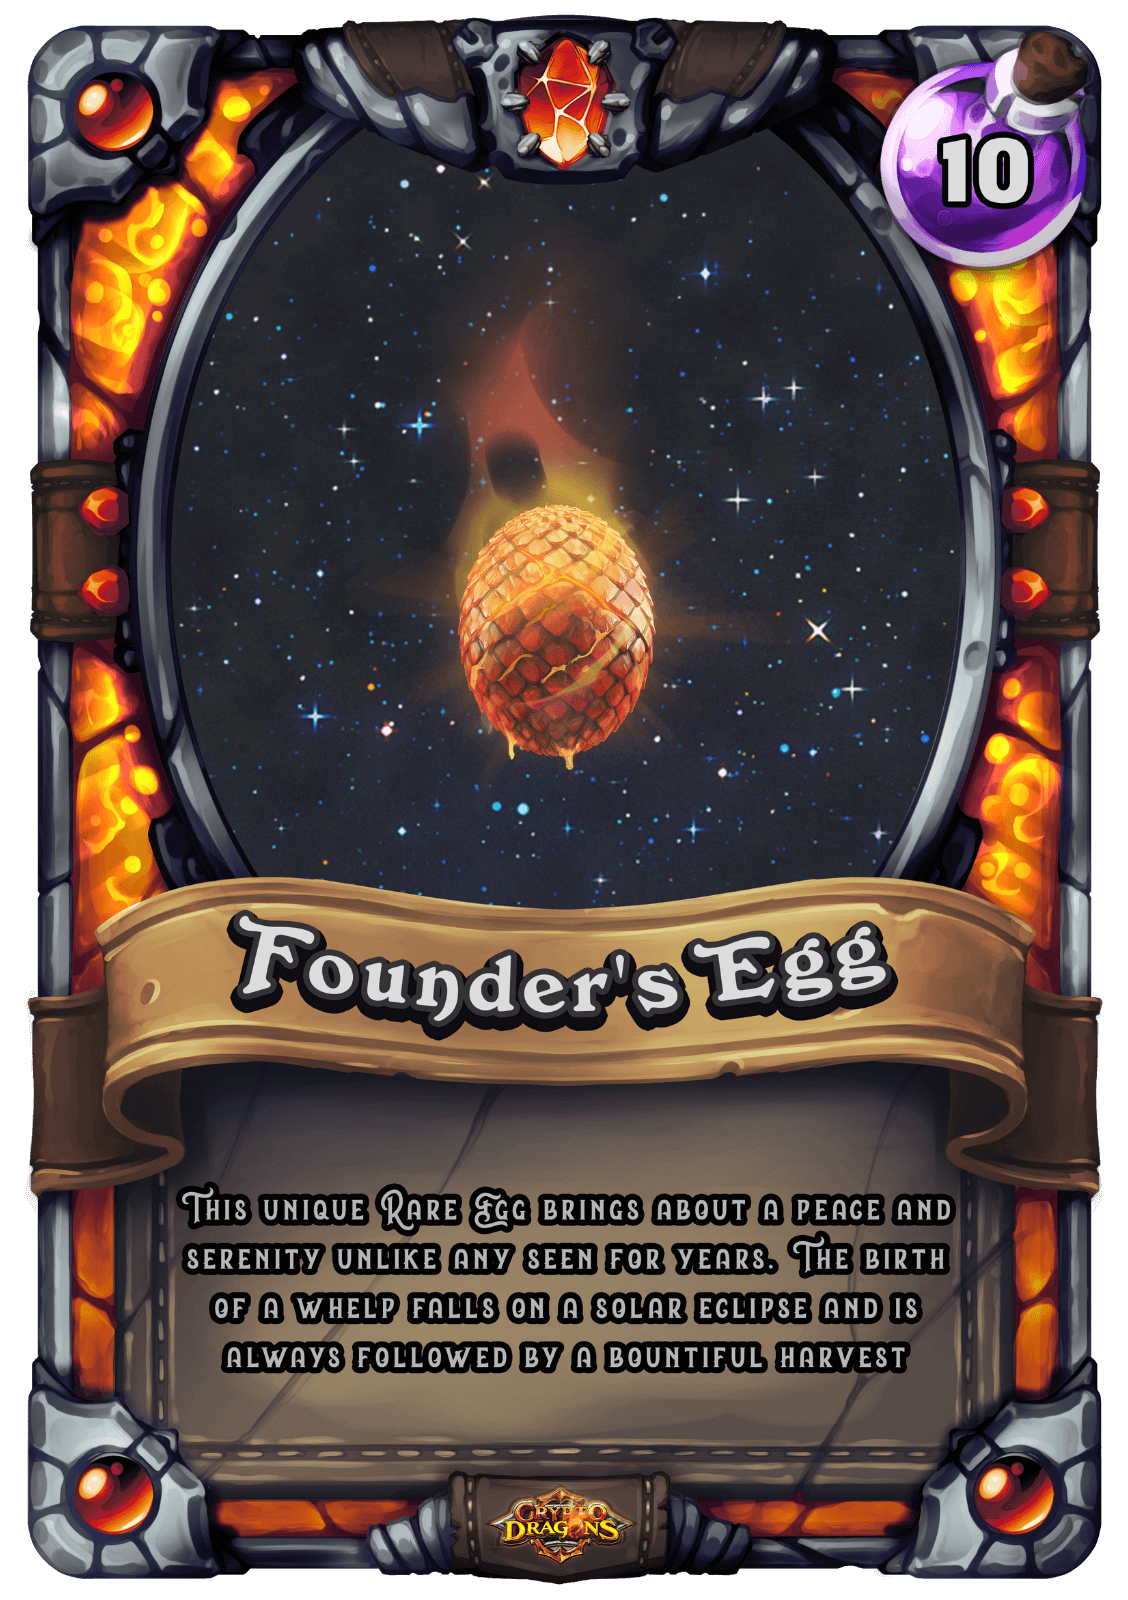 10
Founder's Egg
This unique Rare Egg brings about a peace and
serenity unlike any seen for years. The birth
of a whelp falls on a solar eclipse and is
always followed by a bountiful harvest
CRYPTO
DRAGONS